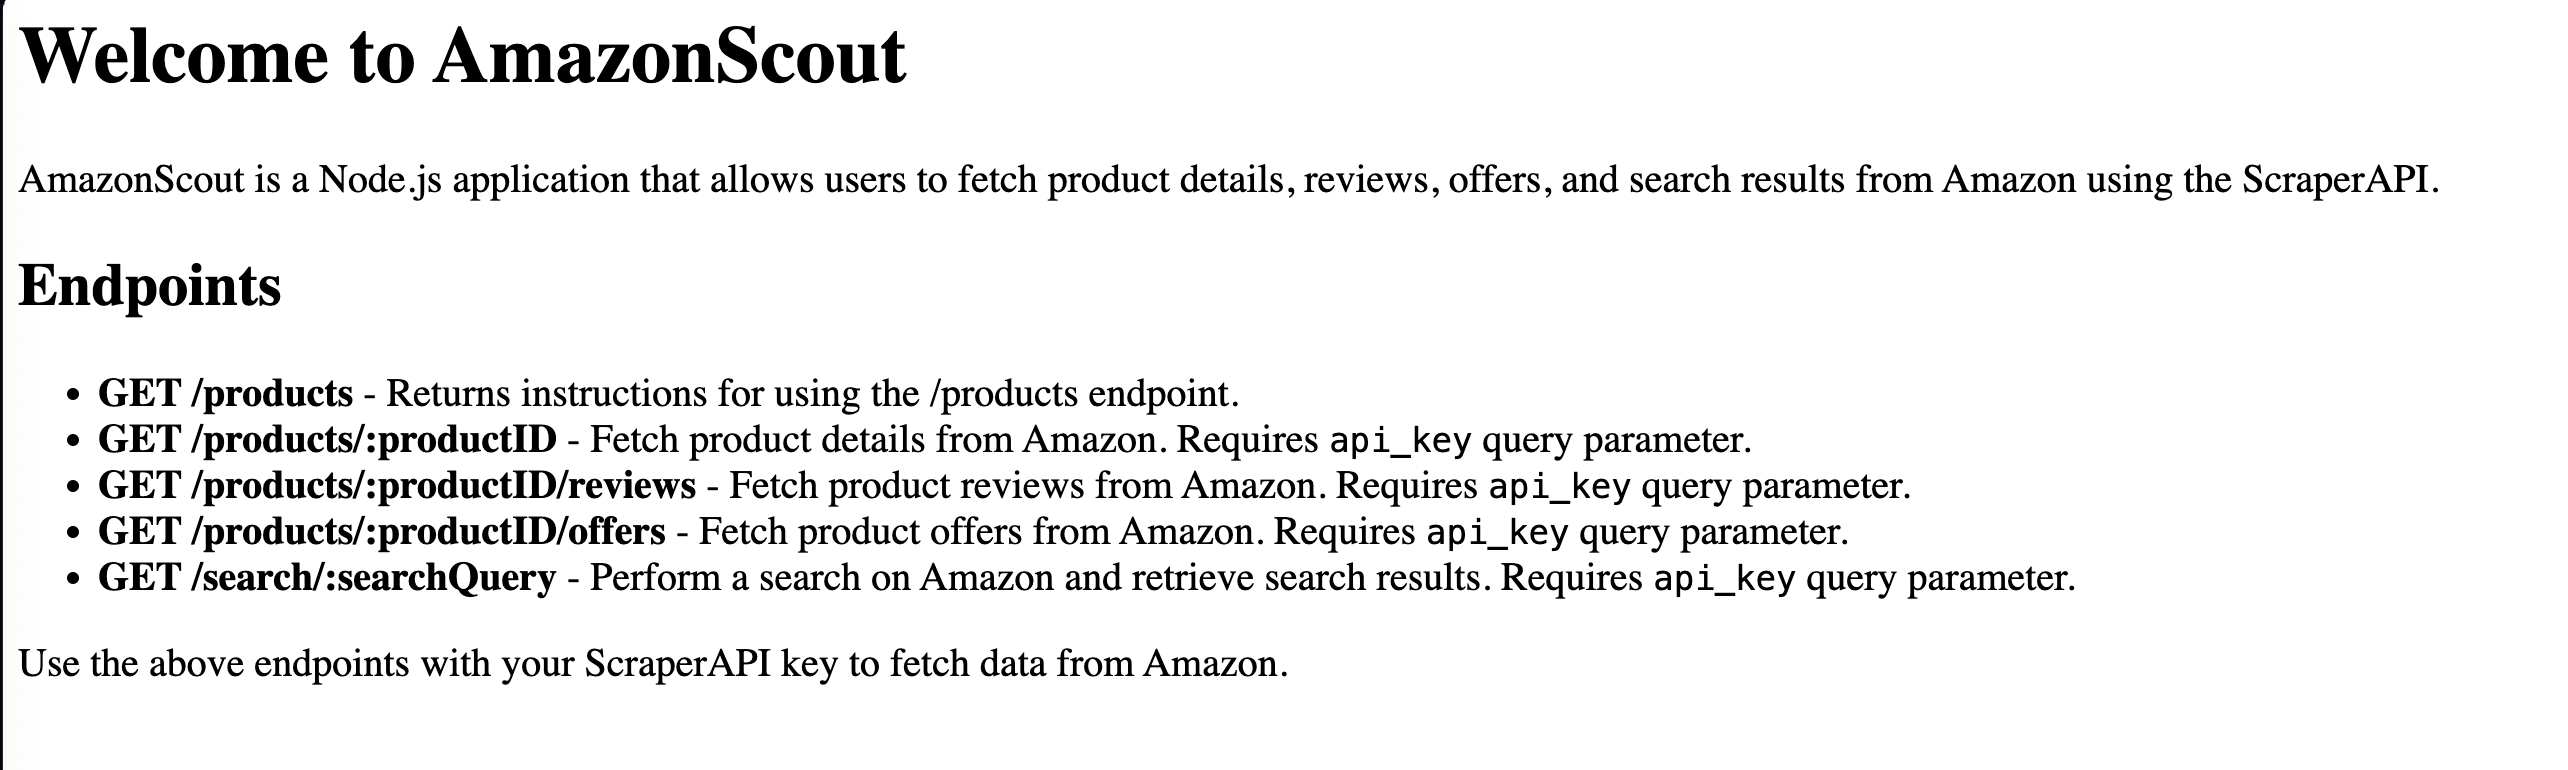 Welcome to AmazonScout
AmazonScout is a Node.js application that allows users to fetch product details, reviews, offers, and search results from Amazon using the ScraperAPI.
Endpoints
• GET /products - Returns instructions for using the /products endpoint.
• GET /products/:productID - Fetch product details from Amazon. Requires api_key query parameter.
• GET /products/:productID/reviews - Fetch product reviews from Amazon. Requires api_key query parameter.
• GET /products/:productID/offers - Fetch product offers from Amazon. Requires api_key query parameter.
• GET /search/:searchQuery - Perform a search on Amazon and retrieve search results. Requires api_key query parameter.
Use the above endpoints with your ScraperAPI key to fetch data from Amazon.